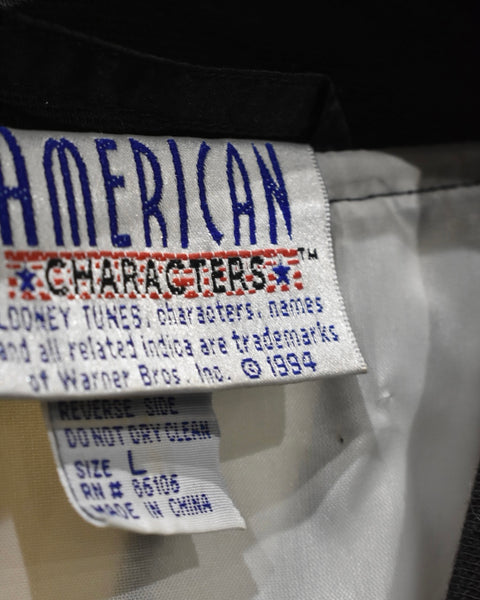 AMERICAN
CHARACTERS™
LOONEY TUNES, characters, names
and all related indica are trademarks
of Warner Bros. Inc. © 1994
REVERSE SIDE
DO NOT DRY CLEAN
SIZE L
RN# 86106
MADE IN CHINA